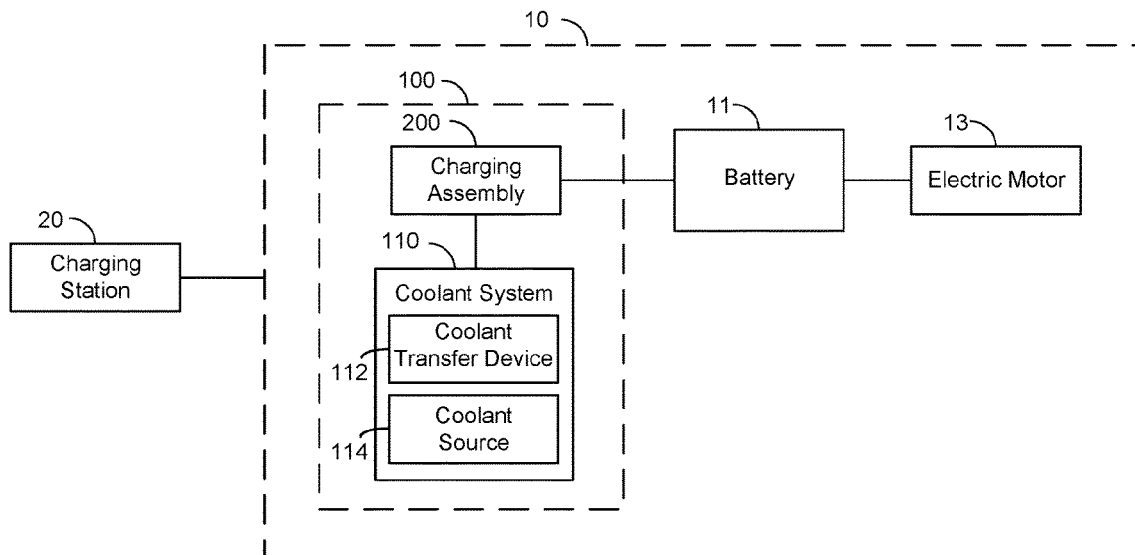 10
100
200
Charging
Assembly
11
Battery
13
Electric Motor
20
Charging
Station
110
Coolant System
Coolant
Transfer Device
112
Coolant
Source
114